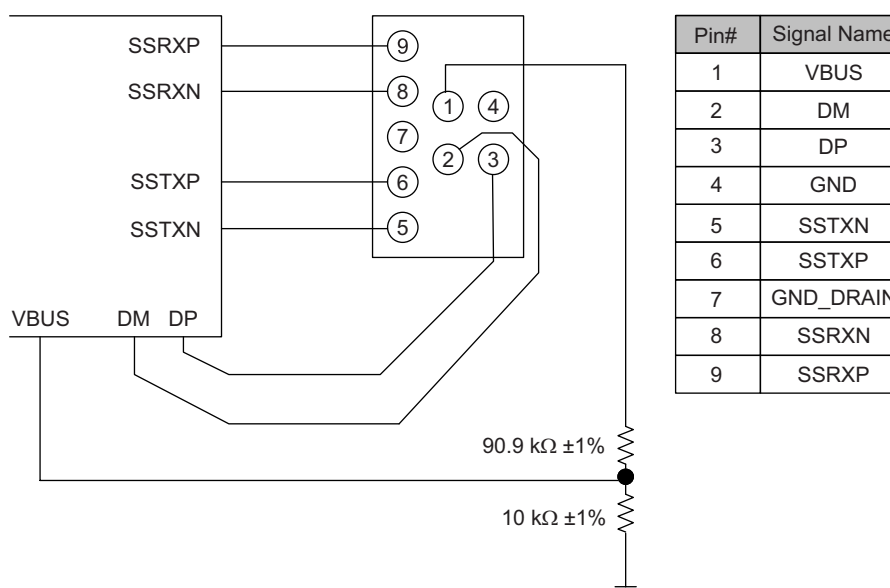 SSRXP
SSRXN
SSTXP
SSTXN
VBUS DM DP
9
8
7
6
5
1 4
2 3
90.9 kΩ ±1%
10 kΩ ±1%
Pin# Signal Name
1 VBUS
2 DM
3 DP
4 GND
5 SSTXN
6 SSTXP
7 GND_DRAIN
8 SSRXN
9 SSRXP